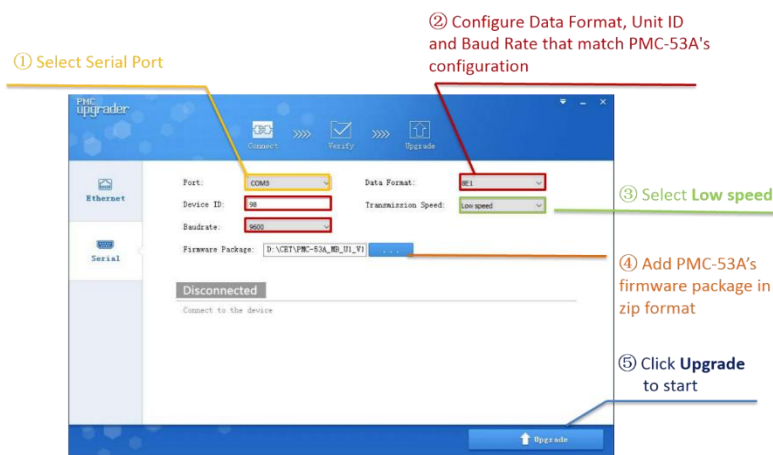 ② Configure Data Format, Unit ID
and Baud Rate that match PMC-53A's
configuration
① Select Serial Port
PMC
upgrader
Connect
Verify
Upgrade
Port: COM3 Data Format: 8E1
Ethernet
Device ID: 98 Transmission Speed: Low speed
③ Select Low speed
Baudrate: 9600
Serial
Firmware Package: D:\CET\PMC-53A_MB_U1_V1 ...
④ Add PMC-53A’s
firmware package in
zip format
Disconnected
Connect to the device
⑤ Click Upgrade
to start
Upgrade